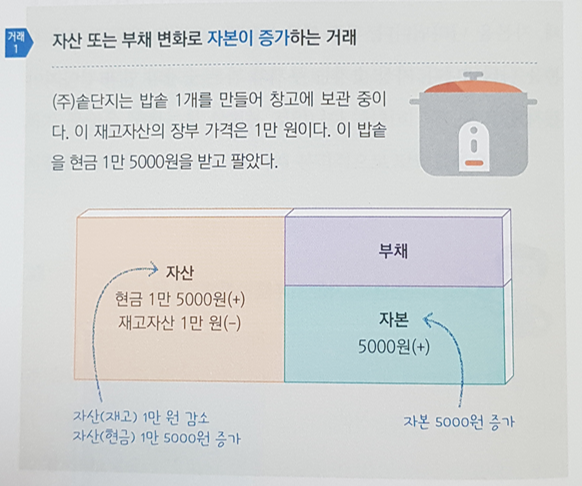 거래
1
자산 또는 부채 변화로 자본이 증가하는 거래
(주)솥단지는 밥솥 1개를 만들어 창고에 보관 중이
다. 이 재고자산의 장부 가격은 1만 원이다. 이 밥솥
을 현금 1만 5000원을 받고 팔았다.
자산
현금 1만 5000원(+)
재고자산 1만 원(-)
부채
자본
5000원(+)
자산(재고) 1만 원 감소
자산(현금) 1만 5000원 증가
자본 5000원 증가